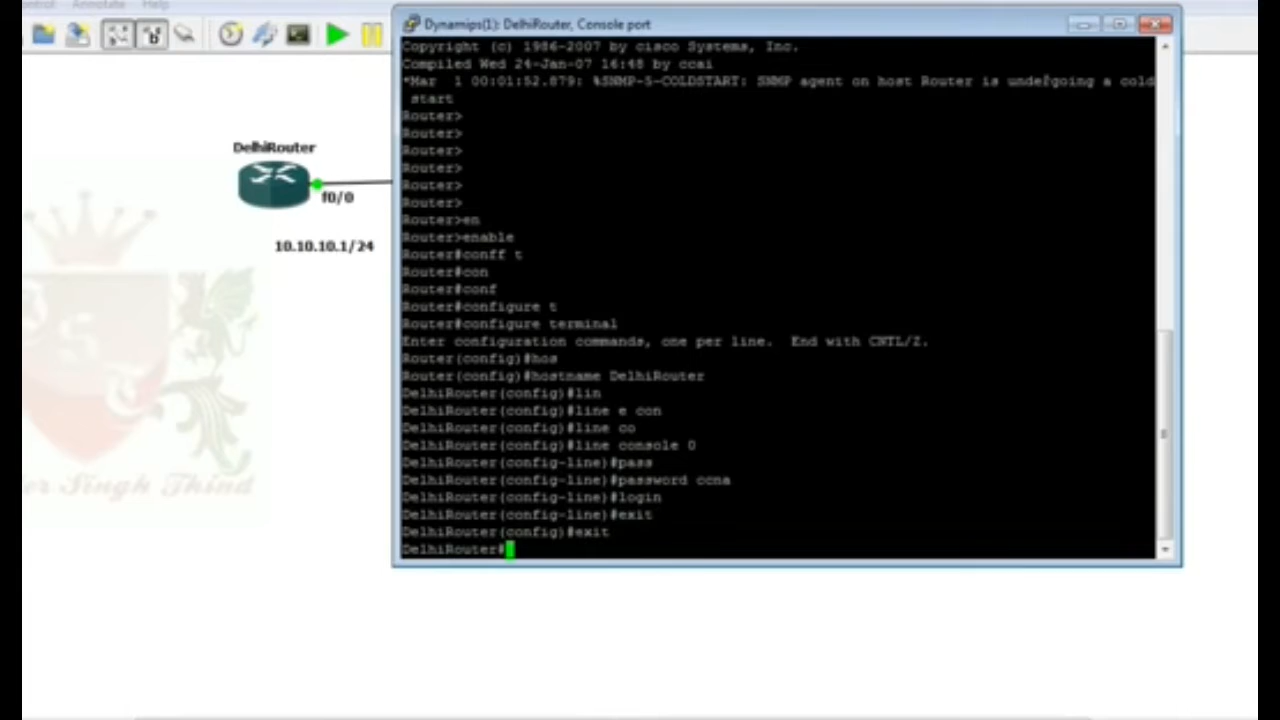 Annotate Help
Dynamips(1): DelhiRouter, Console port
Copyright (c) 1986-2007 by Cisco Systems, Inc.
Compiled Wed 24-Jan-07 16:48 by ccai
*Mar 1 00:01:52.879: %SNMP-5-COLDSTART: SNMP agent on host Router is undergoing a cold
start
Router>
Router>
Router>
Router>
Router>
Router>
Router>en
Router>enable
Router#conff t
Router#con
Router#conf
Router#configure t
Router#configure terminal
Enter configuration commands, one per line. End with CNTL/Z.
Router(config)#hos
Router(config)#hostname DelhiRouter
DelhiRouter(config)#lin
DelhiRouter(config)#line e con
DelhiRouter(config)#line co
DelhiRouter(config)#line console 0
DelhiRouter(config-line)#pass
DelhiRouter(config-line)#password ccna
DelhiRouter(config-line)#login
DelhiRouter(config-line)#exit
DelhiRouter(config)#exit
DelhiRouter#
DelhiRouter
f0/0
10.10.10.1/24
Singh Thind